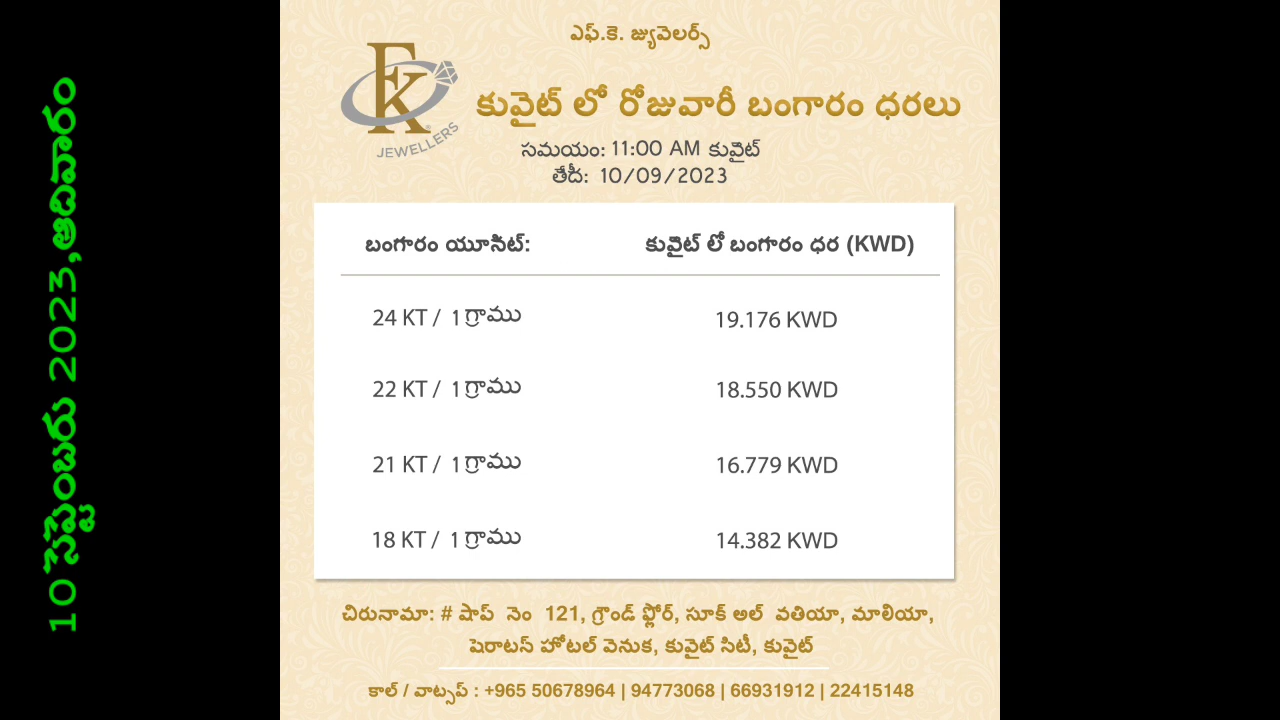 10 సెప్టెంబరు 2023,ఆదివారం
ఎఫ్.కె. జ్యువెలర్స్
FK
JEWELLERS
కువైట్ లో రోజువారీ బంగారం ధరలు
సమయం: 11:00 AM కువైట్
తేదీ: 10/09/2023
బంగారం యూనిట్: కువైట్ లో బంగారం ధర (KWD)
24 KT / 1 గ్రాము 19.176 KWD
22 KT / 1 గ్రాము 18.550 KWD
21 KT / 1 గ్రాము 16.779 KWD
18 KT / 1 గ్రాము 14.382 KWD
చిరునామా: # షాప్ నెం 121, గ్రౌండ్ ఫ్లోర్, సూక్ అల్ వతియా, మాలియా,
షెరాటన్ హోటల్ వెనుక, కువైట్ సిటీ, కువైట్
కాల్ / వాట్సప్ : +965 50678964 | 94773068 | 66931912 | 22415148